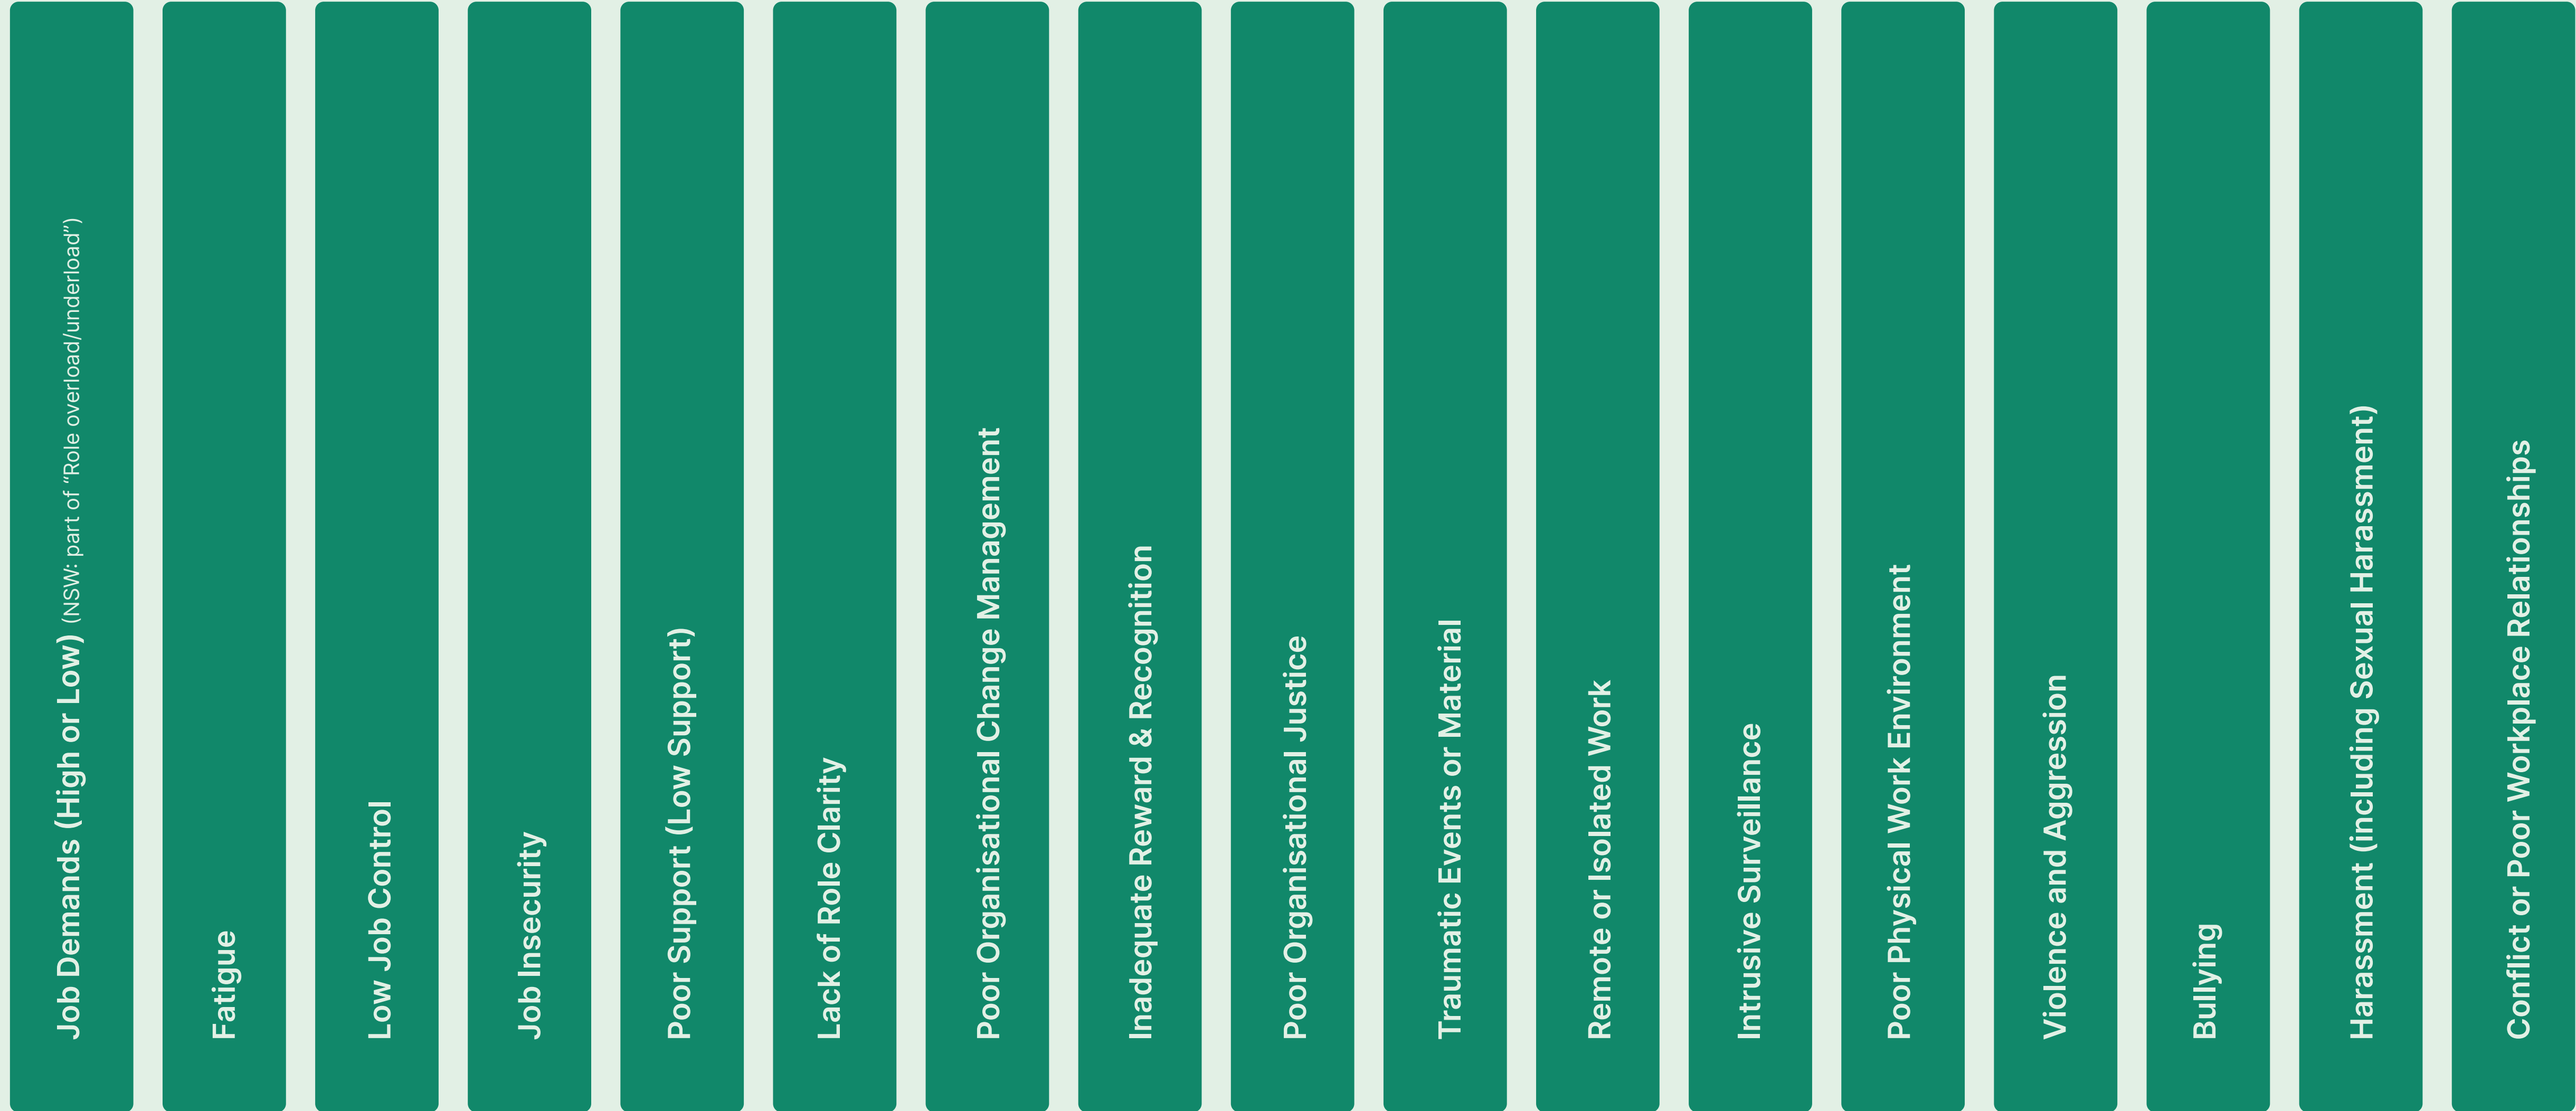 Job Demands (High or Low) (NSW: part of “Role overload/underload”)
Fatigue
Low Job Control
Job Insecurity
Poor Support (Low Support)
Lack of Role Clarity
Poor Organisational Change Management
Inadequate Reward & Recognition
Poor Organisational Justice
Traumatic Events or Material
Remote or Isolated Work
Intrusive Surveillance
Poor Physical Work Environment
Violence and Aggression
Bullying
Harassment (including Sexual Harassment)
Conflict or Poor Workplace Relationships